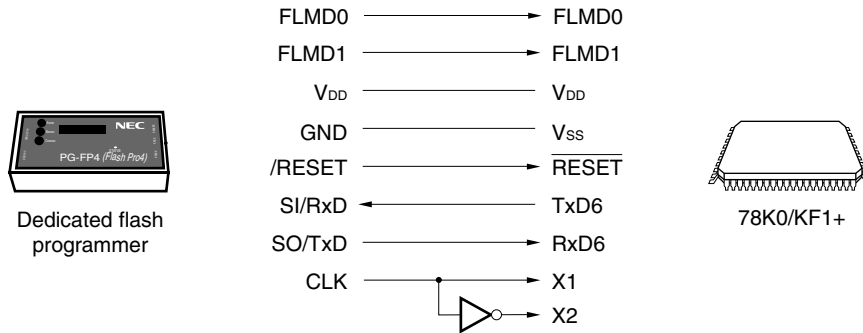 FLMD0 FLMD0
FLMD1 FLMD1
VDD VDD
GND VSS
/RESET RESET
SI/RxD TxD6
SO/TxD RxD6
CLK X1
X2
NEC
PG-FP4 (Flash Pro4)
Dedicated flash
programmer
78K0/KF1+